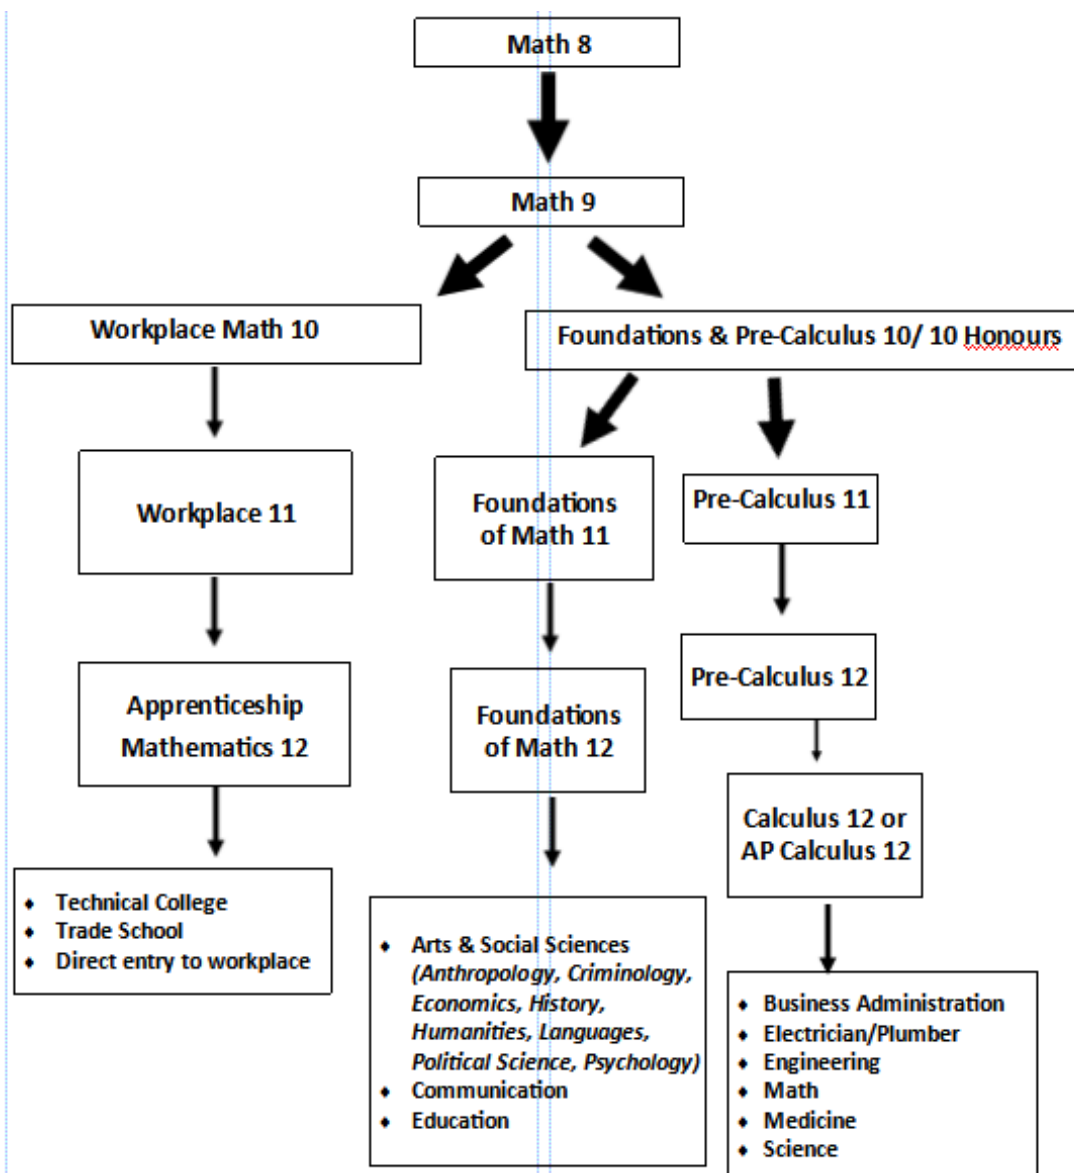 Math 8
Math 9
Workplace Math 10
Foundations & Pre-Calculus 10/ 10 Honours
Workplace 11
Foundations
of Math 11
Pre-Calculus 11
Apprenticeship
Mathematics 12
Foundations
of Math 12
Pre-Calculus 12
Calculus 12 or
AP Calculus 12
♦ Technical College
♦ Trade School
♦ Direct entry to workplace
♦ Arts & Social Sciences
(Anthropology, Criminology,
Economics, History,
Humanities, Languages,
Political Science, Psychology)
♦ Communication
♦ Education
♦ Business Administration
♦ Electrician/Plumber
♦ Engineering
♦ Math
♦ Medicine
♦ Science